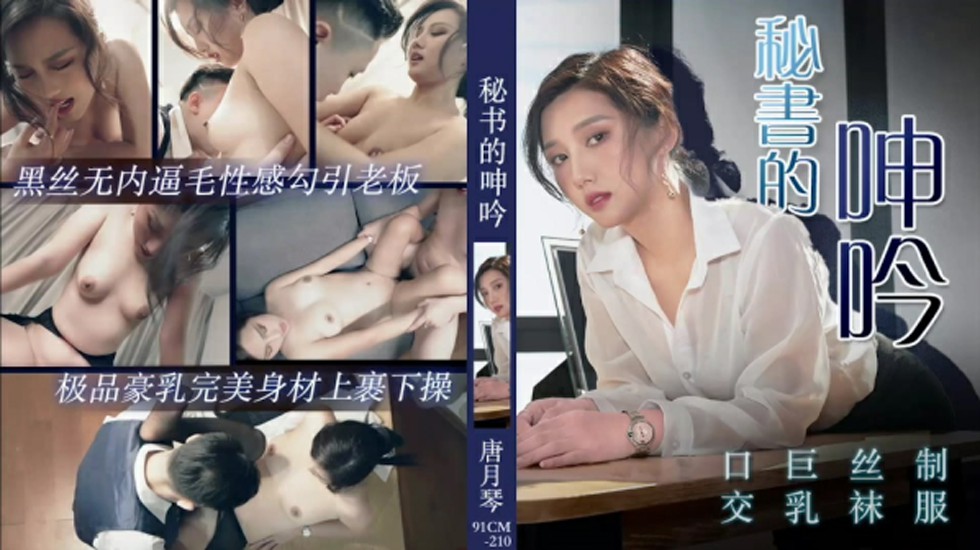 黑丝无内逼毛性感勾引老板
极品豪乳完美身材上裹下操
秘书的呻吟
唐月琴
91CM
-210
秘書的
呻吟
制服
丝袜
巨乳
口交